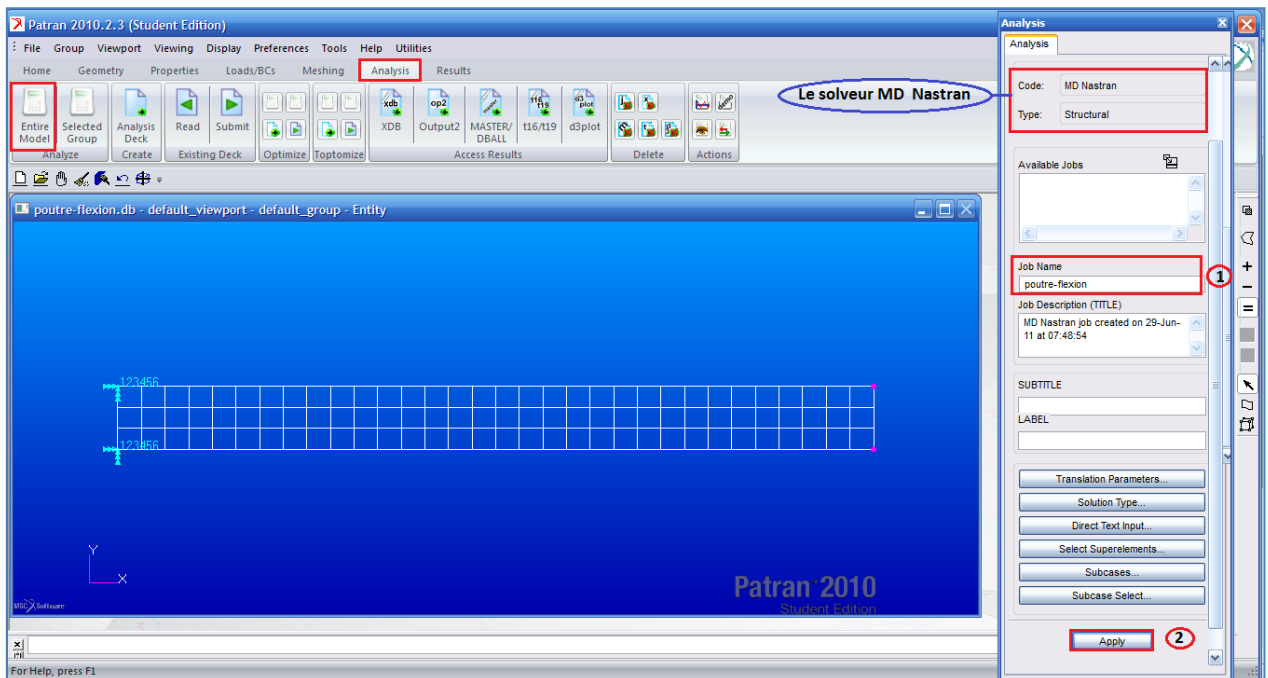 Patran 2010.2.3 (Student Edition)
File Group Viewport Viewing Display Preferences Tools Help Utilities
Home Geometry Properties Loads/BCs Meshing Analysis Results
Entire Model
Selected Group
Analysis Deck
Read
Submit
xdb
XDB
op2
Output2
MASTER/ DBALL
t16 t19
t16/t19
d3 plot
d3plot
Analyze Create Existing Deck Optimize Toptomize Access Results Delete Actions
poutre-flexion.db - default_viewport - default_group - Entity
123456
123456
Y
X
MSC Software
Patran 2010
Student Edition
For Help, press F1
Le solveur MD Nastran
Analysis
Analysis
Code: MD Nastran
Type: Structural
Available Jobs
Job Name
poutre-flexion
1
Job Description (TITLE)
MD Nastran job created on 29-Jun-
11 at 07:48:54
SUBTITLE
LABEL
Translation Parameters...
Solution Type...
Direct Text Input...
Select Superelements...
Subcases...
Subcase Select...
Apply
2